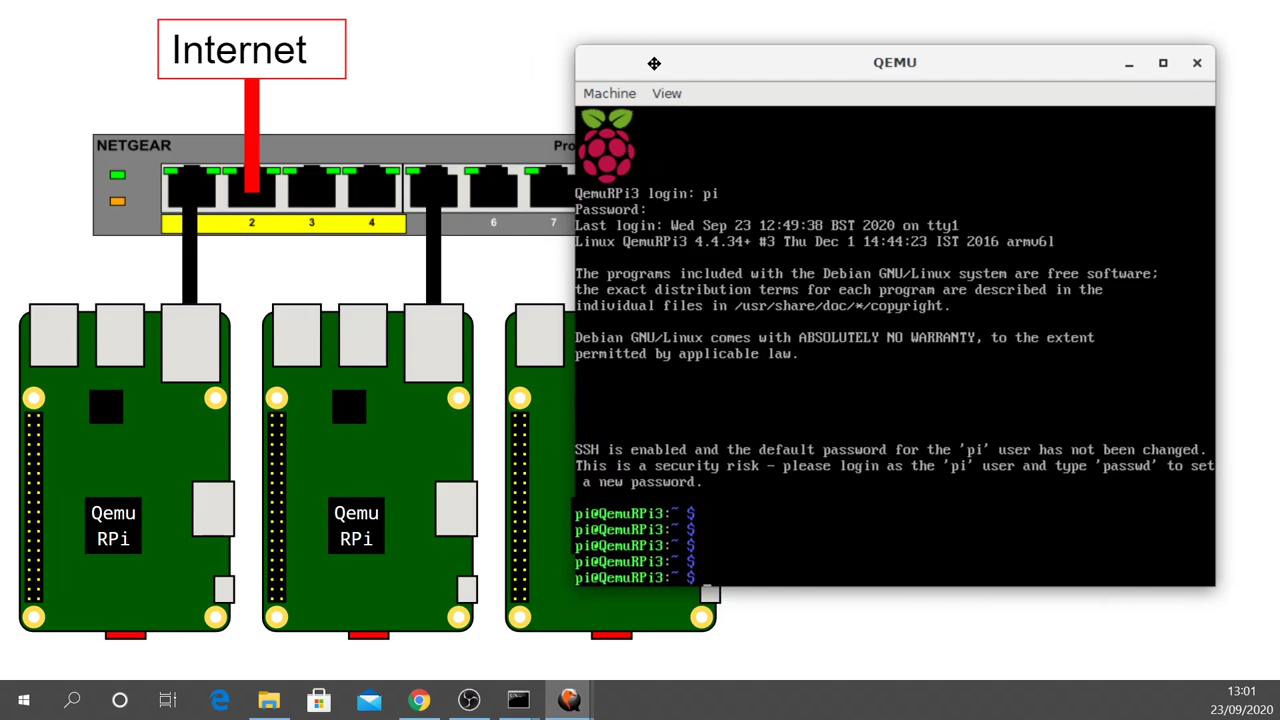 Internet
NETGEAR
Pro
2
3
4
6
7
Qemu
RPi
Qemu
RPi
QEMU
Machine
View
QemuRPi3 login: pi
Password:
Last login: Wed Sep 23 12:49:38 BST 2020 on tty1
Linux QemuRPi3 4.4.34+ #3 Thu Dec 1 14:44:23 IST 2016 armv6l
The programs included with the Debian GNU/Linux system are free software;
the exact distribution terms for each program are described in the
individual files in /usr/share/doc/*/copyright.
Debian GNU/Linux comes with ABSOLUTELY NO WARRANTY, to the extent
permitted by applicable law.
SSH is enabled and the default password for the 'pi' user has not been changed.
This is a security risk - please login as the 'pi' user and type 'passwd' to set
a new password.
pi@QemuRPi3:~ $
pi@QemuRPi3:~ $
pi@QemuRPi3:~ $
pi@QemuRPi3:~ $
pi@QemuRPi3:~ $
13:01
23/09/2020